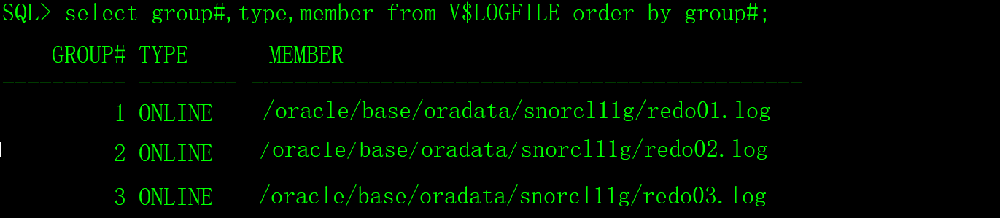 SQL> select group#,type,member from V$LOGFILE order by group#;
GROUP# TYPE MEMBER
---------- -------- ---------------------------------------------
1 ONLINE /oracle/base/oradata/snorcl11g/redo01.log
2 ONLINE /oracle/base/oradata/snorcl11g/redo02.log
3 ONLINE /oracle/base/oradata/snorcl11g/redo03.log